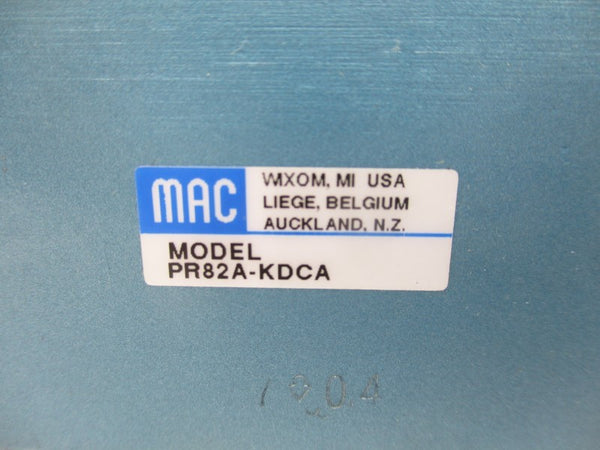 MAC
WIXOM, MI USA
LIEGE, BELGIUM
AUCKLAND, N.Z.
MODEL
PR82A-KDCA